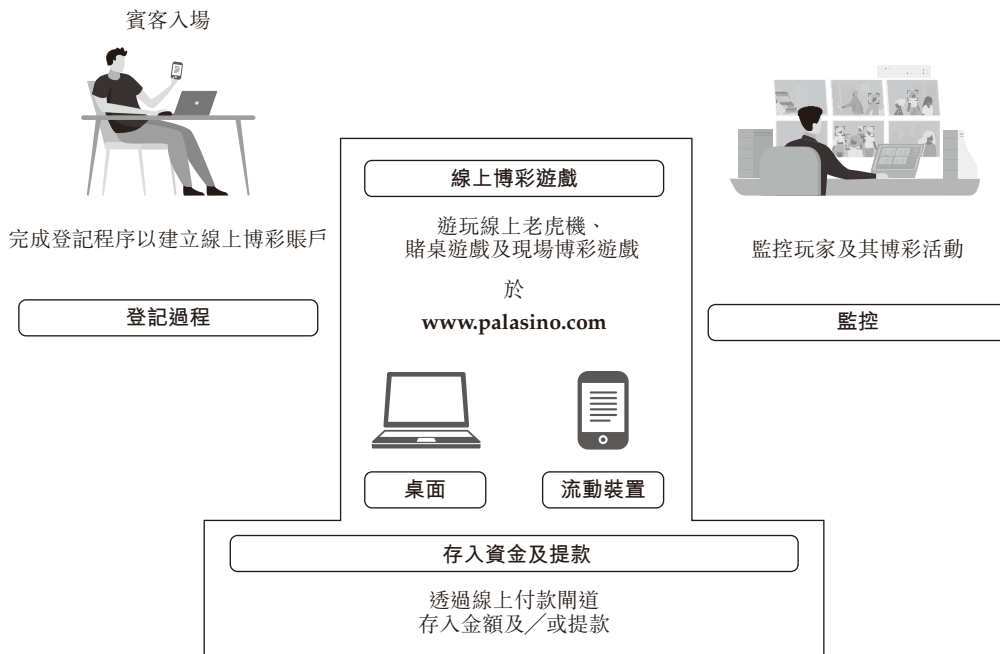 賓客入場
完成登記程序以建立線上博彩賬戶
登記過程
線上博彩遊戲
遊玩線上老虎機、
賭桌遊戲及現場博彩遊戲
於
www.palasino.com
桌面
流動裝置
監控玩家及其博彩活動
監控
存入資金及提款
透過線上付款閘道
存入金額及／或提款